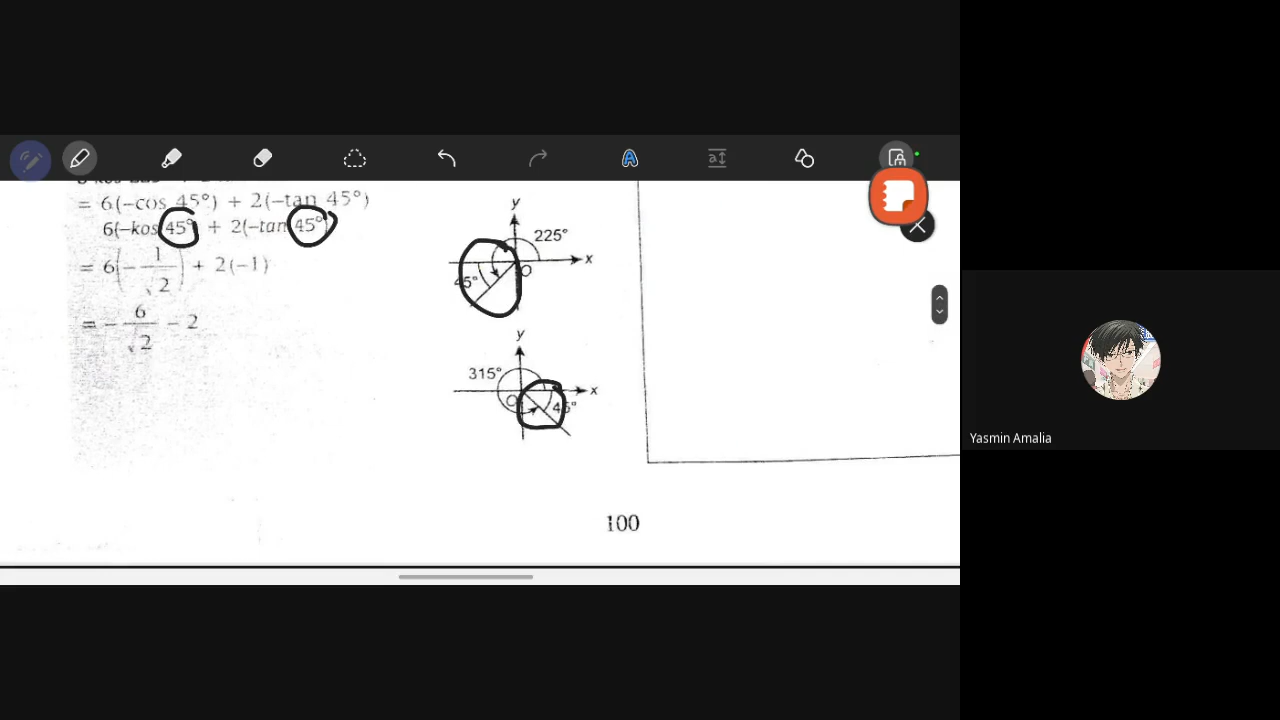 = 6(−cos 45°) + 2(−tan 45°)
6(−kos 45°) + 2(−tan 45°)
= 6(−1/√2) + 2(−1)
= −6/√2 − 2
y
225°
x
O
45°
y
315°
x
O
45°
100
Yasmin Amalia